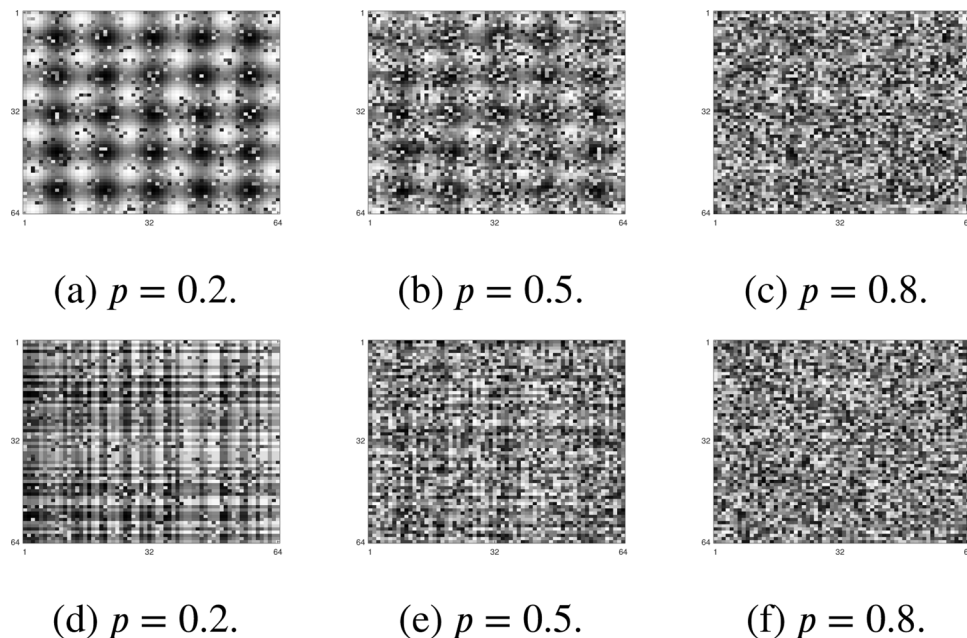 1 1 1
32 32 32
64 64 64
1 32 64 1 32 64 1 32
(a) p = 0.2. (b) p = 0.5. (c) p = 0.8.
1 1 1
32 32 32
64 64 64
1 32 64 1 32 64 1 32
(d) p = 0.2. (e) p = 0.5. (f) p = 0.8.